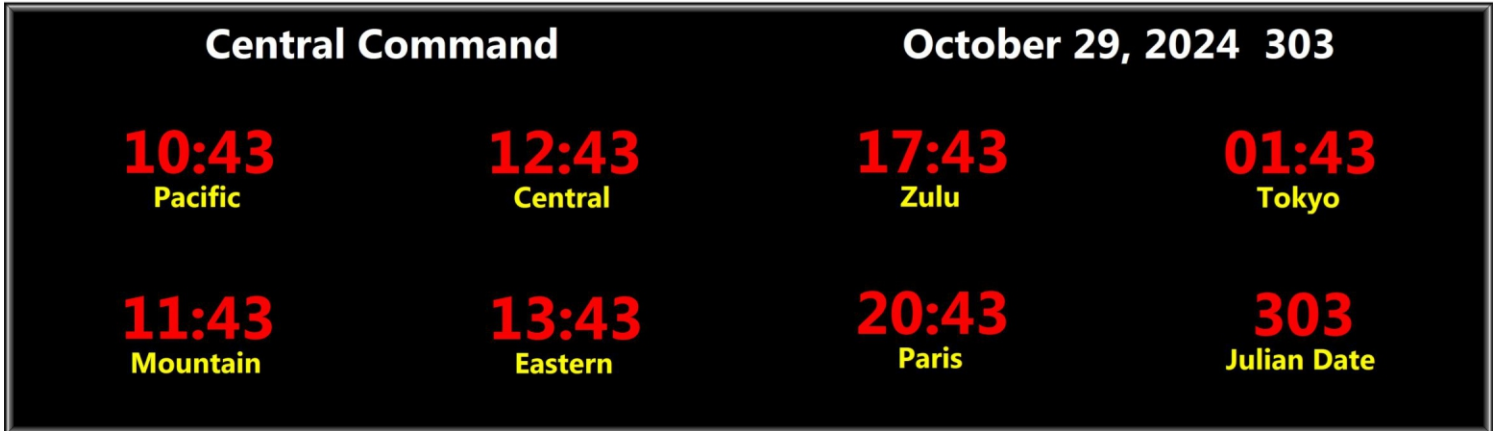 Central Command October 29, 2024 303
10:43 12:43 17:43 01:43
Pacific Central Zulu Tokyo
11:43 13:43 20:43 303
Mountain Eastern Paris Julian Date